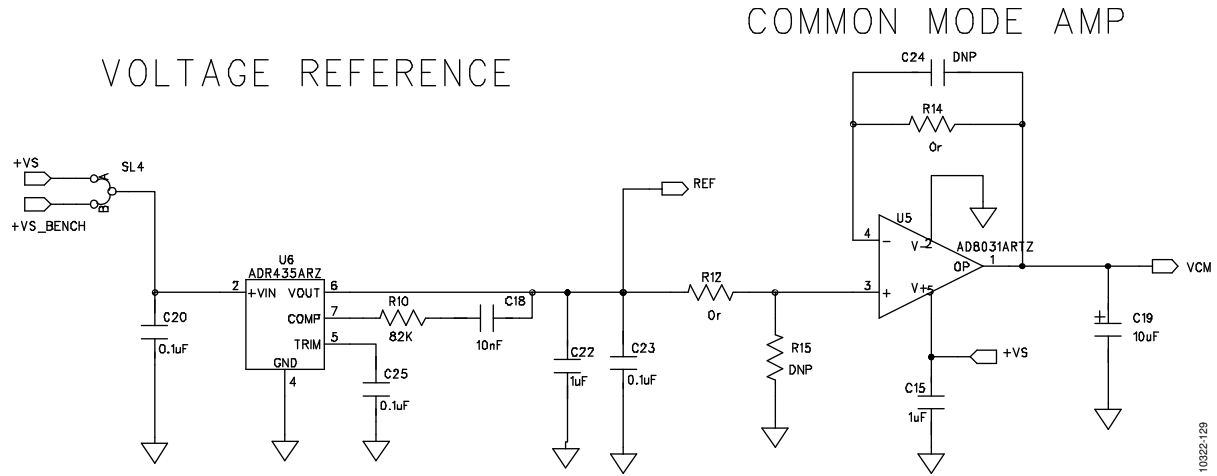 COMMON MODE AMP
VOLTAGE REFERENCE
C24
DNP
R14
0r
+VS
SL4
A
B
+VS_BENCH
REF
U5
4
-
V-
2
AD8031ARTZ
OP
1
VCM
3
+
V+
5
U6
ADR435ARZ
2
+VIN
VOUT
6
COMP
7
TRIM
5
GND
4
R10
82K
C18
10nF
R12
0r
C20
0.1uF
C25
0.1uF
C22
1uF
C23
0.1uF
R15
DNP
+VS
C15
1uF
+
C19
10uF
10322-129